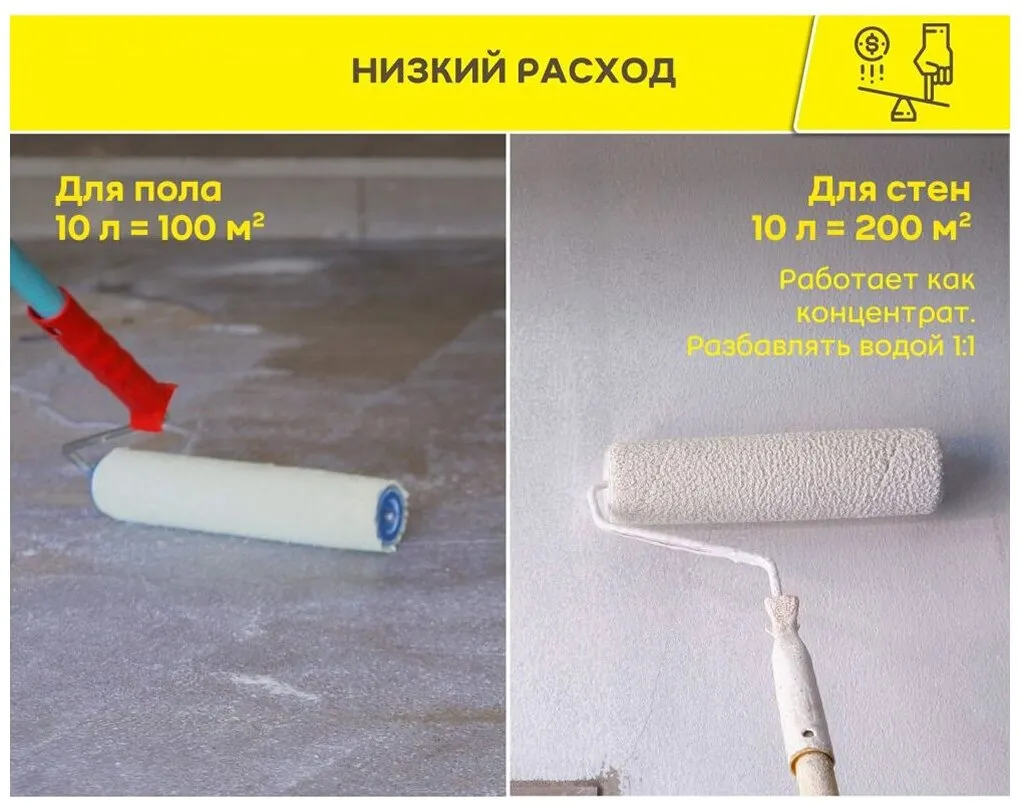 НИЗКИЙ РАСХОД
Для пола
10 л = 100 м²
Для стен
10 л = 200 м²
Работает как
концентрат.
Разбавлять водой 1:1